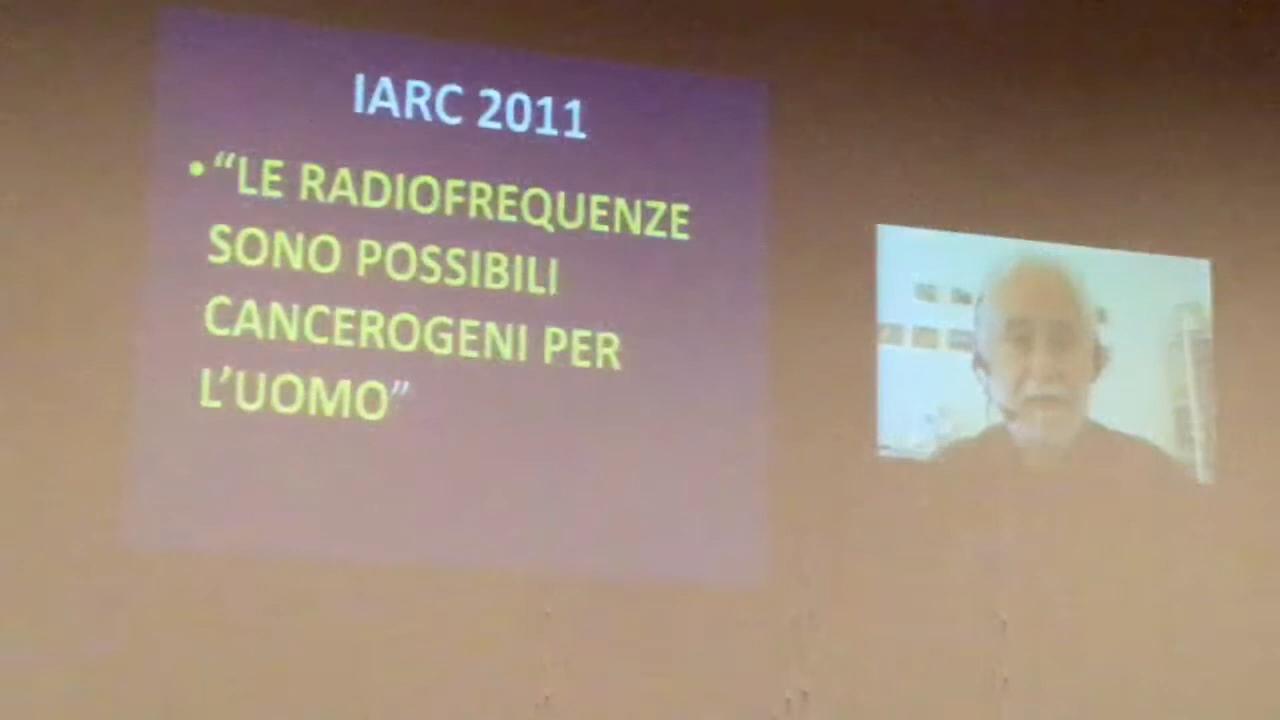 IARC 2011
• “LE RADIOFREQUENZE
SONO POSSIBILI
CANCEROGENI PER
L’UOMO”